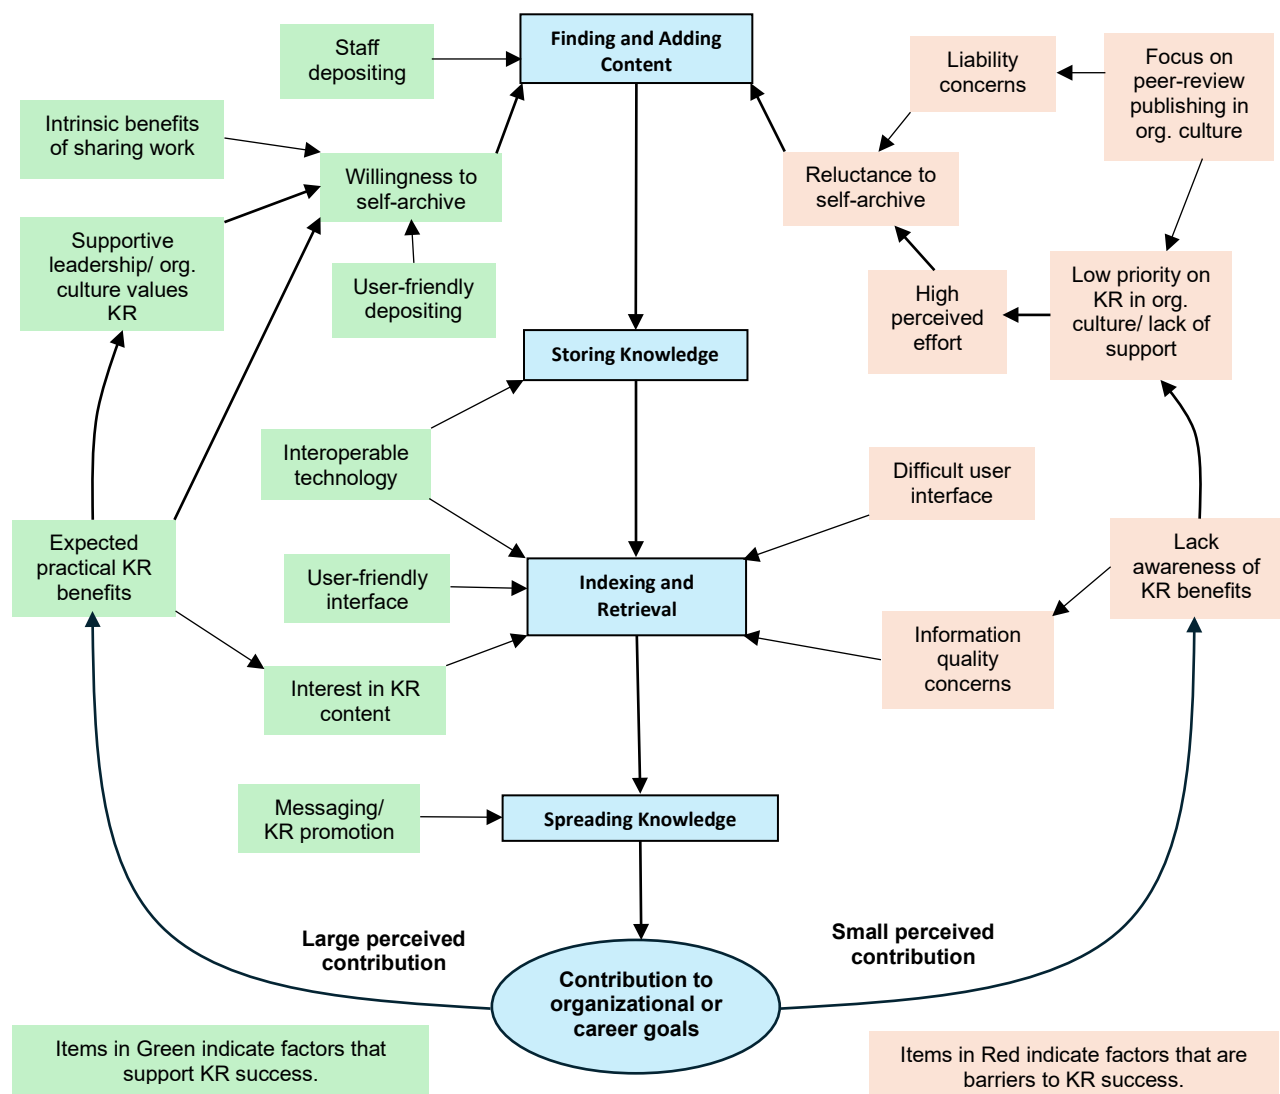 Finding and Adding
Content
Staff
depositing
Liability
concerns
Focus on
peer-review
publishing in
org. culture
Intrinsic benefits
of sharing work
Willingness to
self-archive
Reluctance to
self-archive
Supportive
leadership/ org.
culture values
KR
User-friendly
depositing
High
perceived
effort
Low priority on
KR in org.
culture/ lack of
support
Storing Knowledge
Interoperable
technology
Difficult user
interface
Expected
practical KR
benefits
User-friendly
interface
Indexing and
Retrieval
Lack
awareness of
KR benefits
Information
quality
concerns
Interest in KR
content
Messaging/
KR promotion
Spreading Knowledge
Large perceived
contribution
Small perceived
contribution
Contribution to
organizational or
career goals
Items in Green indicate factors that
support KR success.
Items in Red indicate factors that are
barriers to KR success.